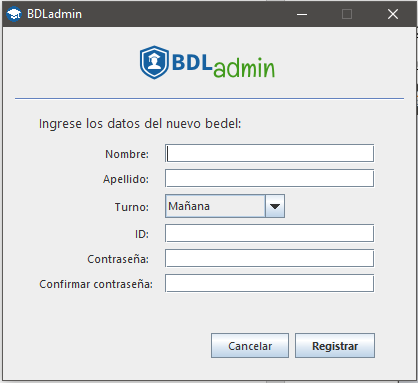 BDLadmin
BDLadmin
Ingrese los datos del nuevo bedel:
Nombre:
Apellido:
Turno: Mañana
ID:
Contraseña:
Confirmar contraseña:
Cancelar Registrar